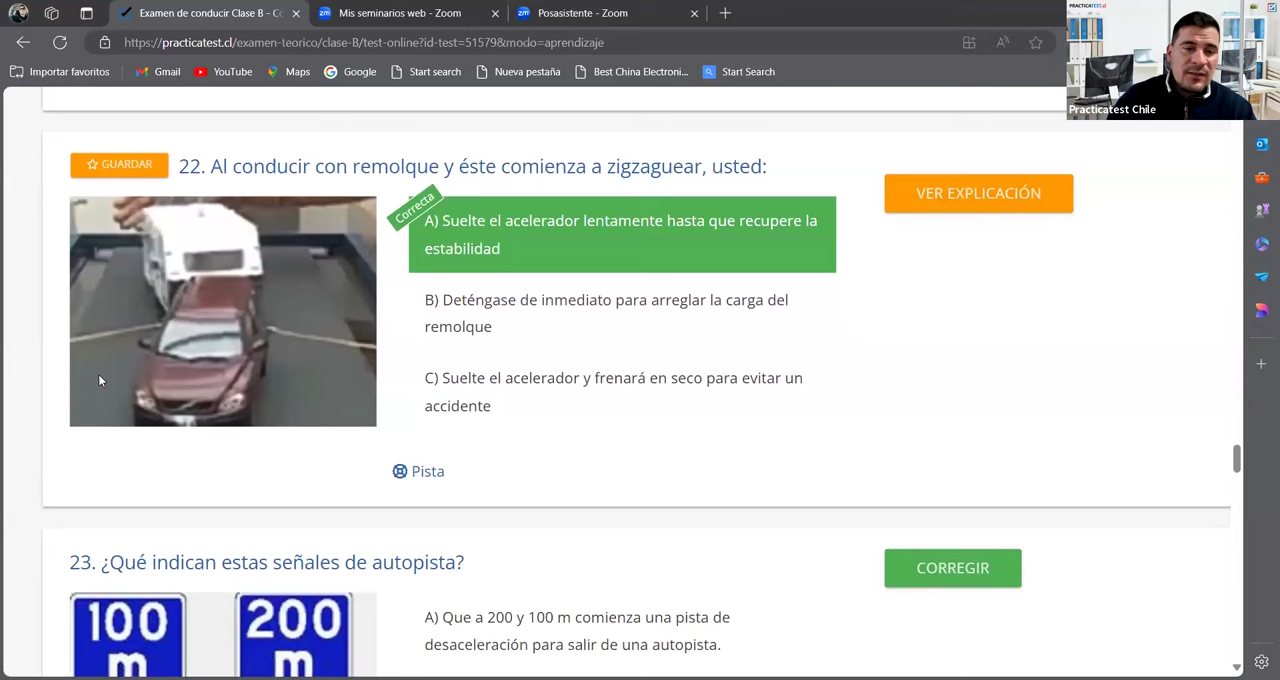 Examen de conducir Clase B - Co
Mis seminarios web - Zoom
Posasistente - Zoom
https://practicatest.cl/examen-teorico/clase-B/test-online?id-test=51579&modo=aprendizaje
Importar favoritos
Gmail
YouTube
Maps
Google
Start search
Nueva pestaña
Best China Electroni...
Start Search
PRACTICATEST.cl
Practicatest Chile
GUARDAR
22. Al conducir con remolque y éste comienza a zigzaguear, usted:
VER EXPLICACIÓN
Correcta
A) Suelte el acelerador lentamente hasta que recupere la
estabilidad
B) Deténgase de inmediato para arreglar la carga del
remolque
C) Suelte el acelerador y frenará en seco para evitar un
accidente
Pista
23. ¿Qué indican estas señales de autopista?
CORREGIR
100
m
200
m
A) Que a 200 y 100 m comienza una pista de
desaceleración para salir de una autopista.